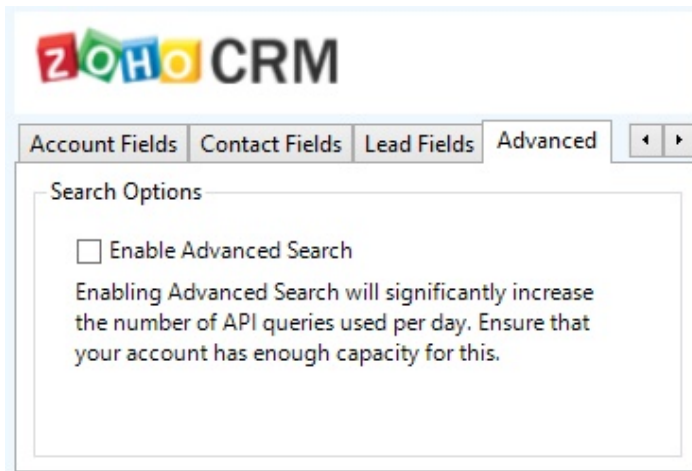 ZOHO CRM
Account Fields Contact Fields Lead Fields Advanced
Search Options
Enable Advanced Search
Enabling Advanced Search will significantly increase
the number of API queries used per day. Ensure that
your account has enough capacity for this.